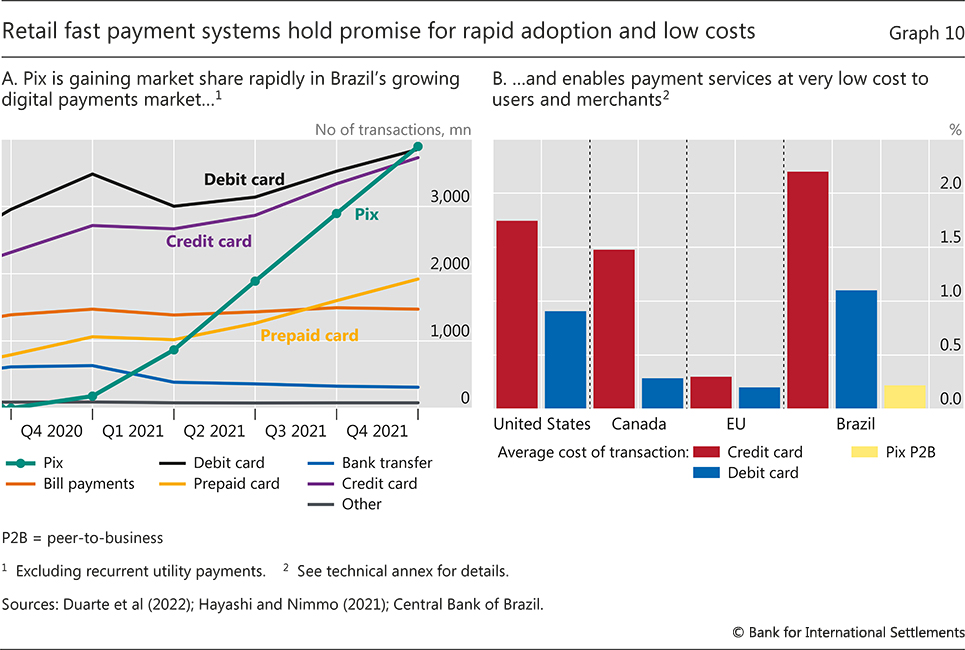 Retail fast payment systems hold promise for rapid adoption and low costs
Graph 10
A. Pix is gaining market share rapidly in Brazil’s growing
digital payments market…1
No of transactions, mn
Debit card
Credit card
Pix
Prepaid card
3,000
2,000
1,000
0
Q4 2020
Q1 2021
Q2 2021
Q3 2021
Q4 2021
Pix
Debit card
Bank transfer
Bill payments
Prepaid card
Credit card
Other
B. …and enables payment services at very low cost to
users and merchants2
%
2.0
1.5
1.0
0.5
0.0
United States
Canada
EU
Brazil
Average cost of transaction:
Credit card
Pix P2B
Debit card
P2B = peer-to-business
1 Excluding recurrent utility payments. 2 See technical annex for details.
Sources: Duarte et al (2022); Hayashi and Nimmo (2021); Central Bank of Brazil.
© Bank for International Settlements